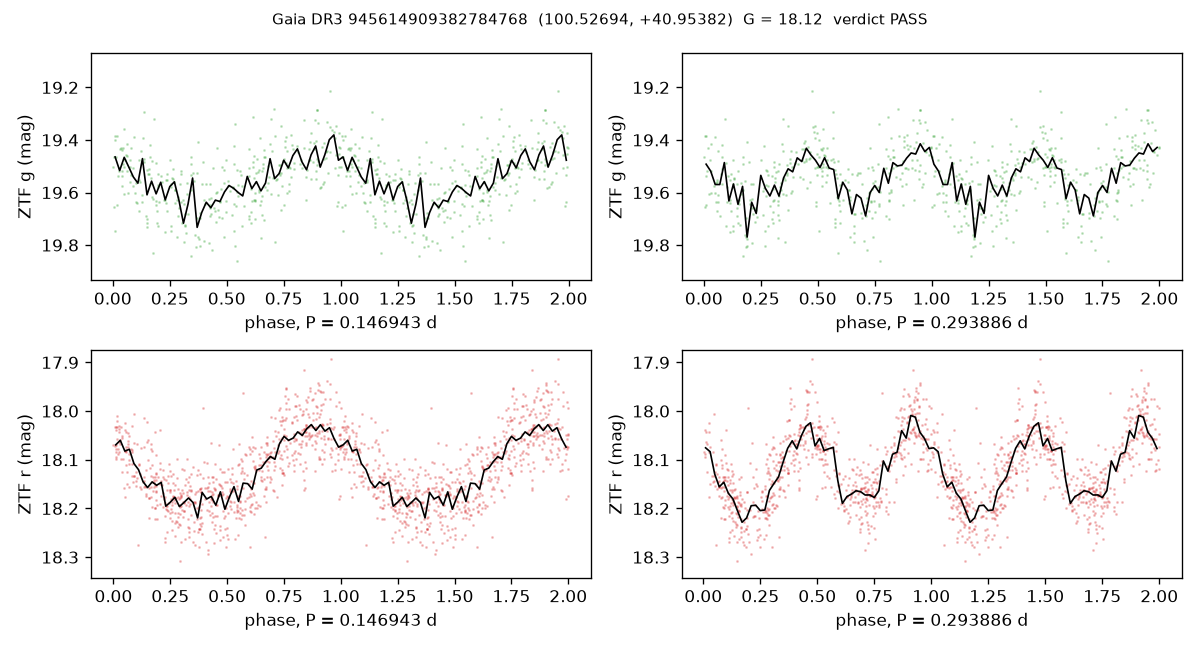 Gaia DR3 945614909382784768 (100.52694, +40.95382) G = 18.12 verdict PASS
ZTF g (mag)
19.2
19.4
19.6
19.8
0.00 0.25 0.50 0.75 1.00 1.25 1.50 1.75 2.00
phase, P = 0.146943 d
ZTF g (mag)
19.2
19.4
19.6
19.8
0.00 0.25 0.50 0.75 1.00 1.25 1.50 1.75 2.00
phase, P = 0.293886 d
ZTF r (mag)
17.9
18.0
18.1
18.2
18.3
0.00 0.25 0.50 0.75 1.00 1.25 1.50 1.75 2.00
phase, P = 0.146943 d
ZTF r (mag)
17.9
18.0
18.1
18.2
18.3
0.00 0.25 0.50 0.75 1.00 1.25 1.50 1.75 2.00
phase, P = 0.293886 d